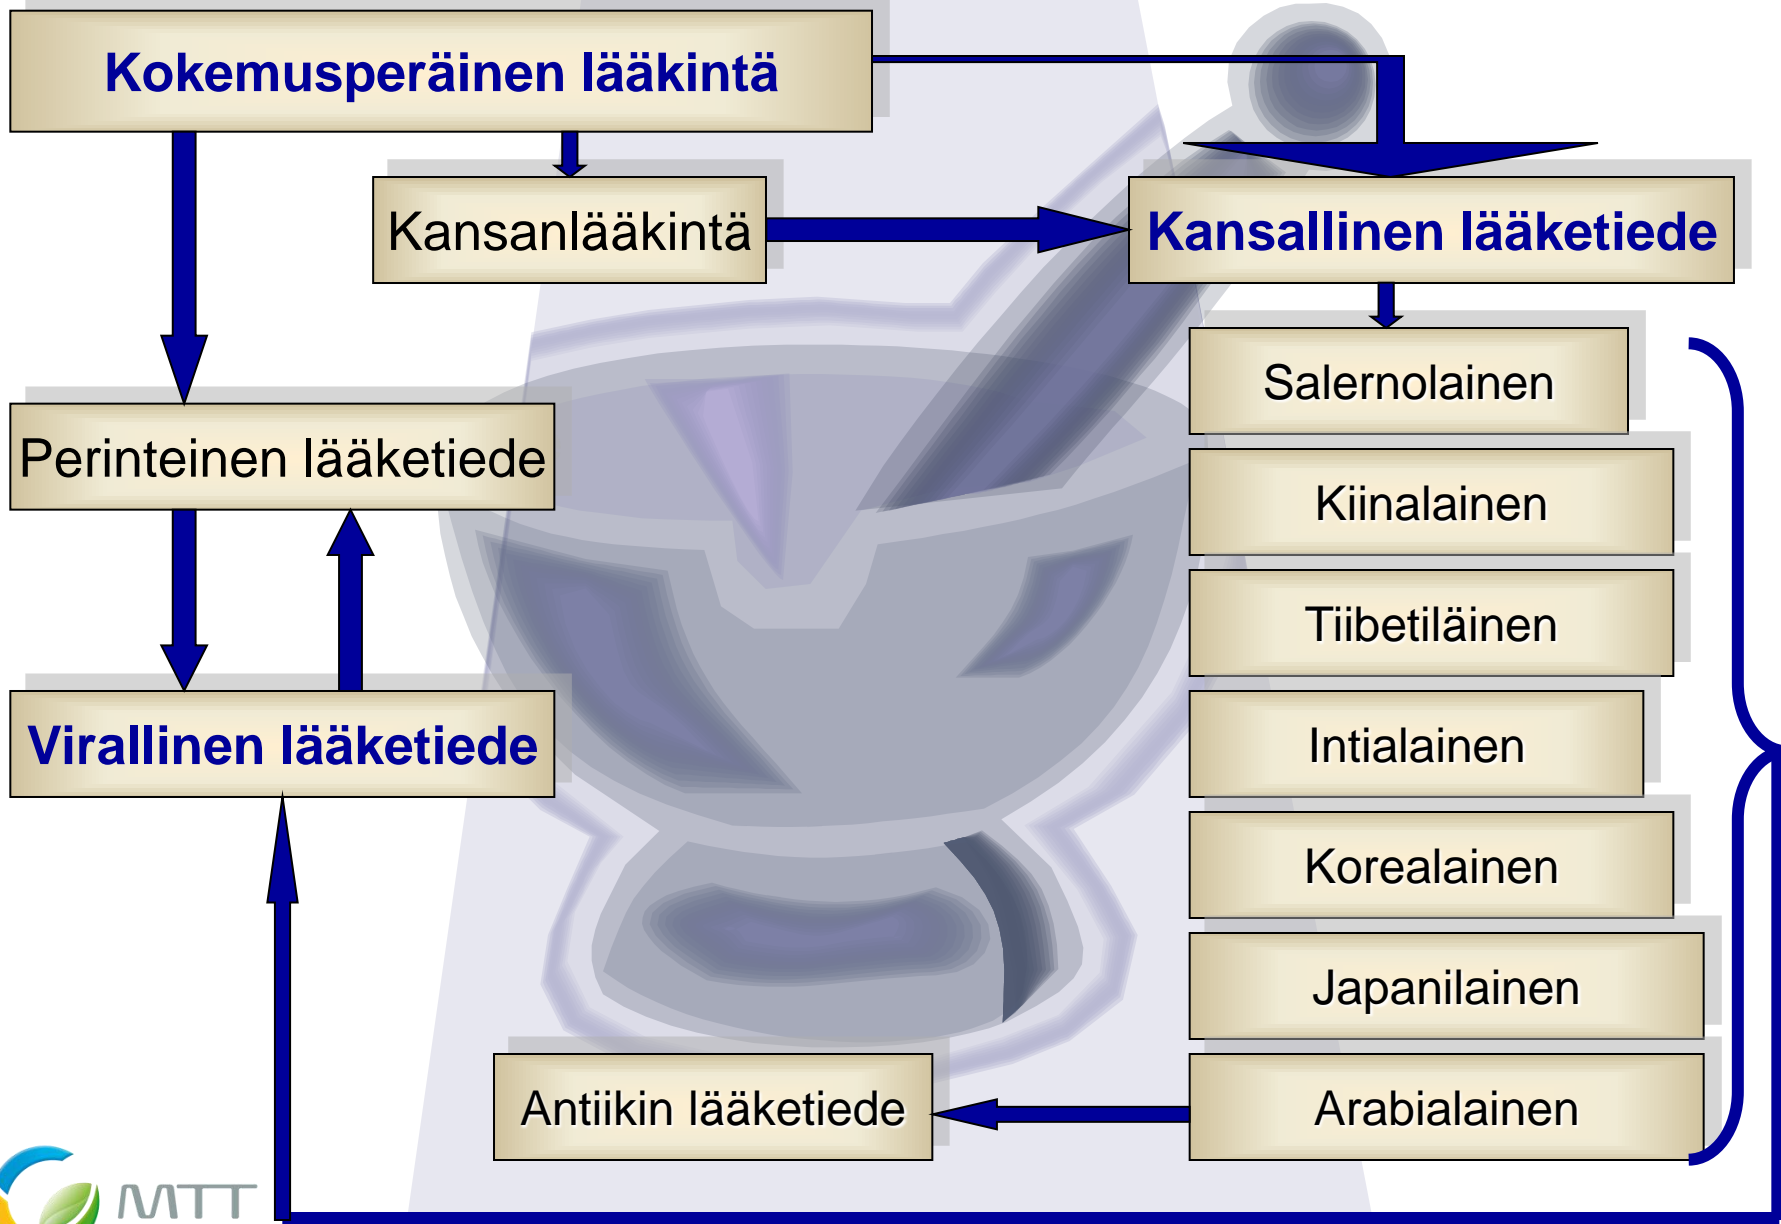 Kokemusperäinen lääkintä
Kansanlääkintä
Kansallinen lääketiede
Salernolainen
Perinteinen lääketiede
Kiinalainen
Tiibetiläinen
Virallinen lääketiede
Intialainen
Korealainen
Japanilainen
Antiikin lääketiede
Arabialainen
MTT